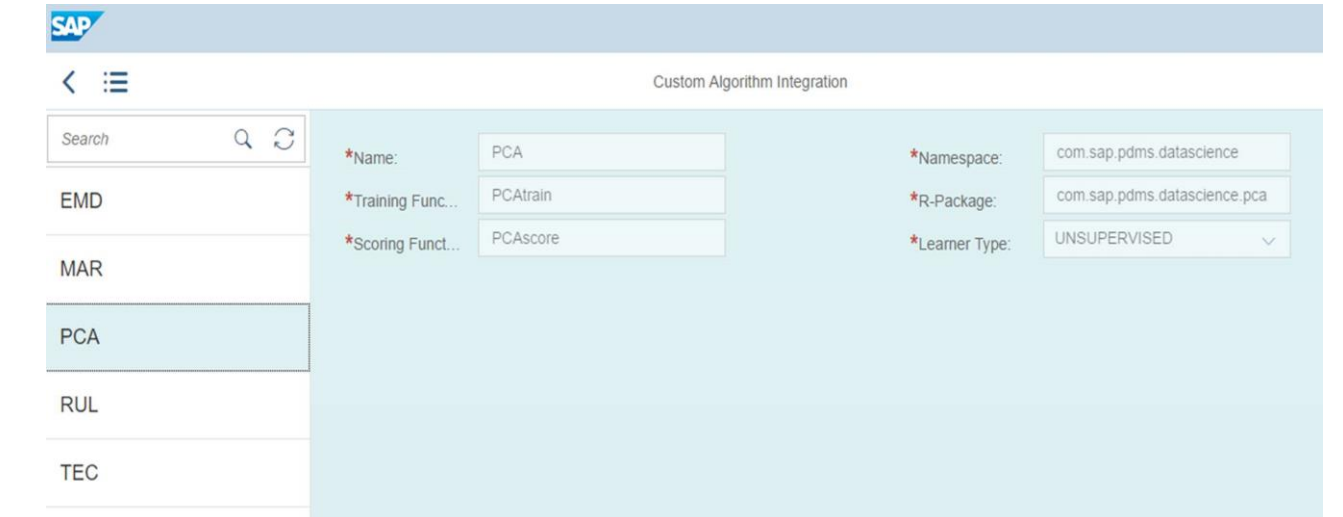 SAP
Custom Algorithm Integration
Search
EMD
MAR
PCA
RUL
TEC
*Name: PCA
*Namespace: com.sap.pdms.datascience
*Training Func... PCAtrain
*R-Package: com.sap.pdms.datascience.pca
*Scoring Funct... PCAscore
*Learner Type: UNSUPERVISED